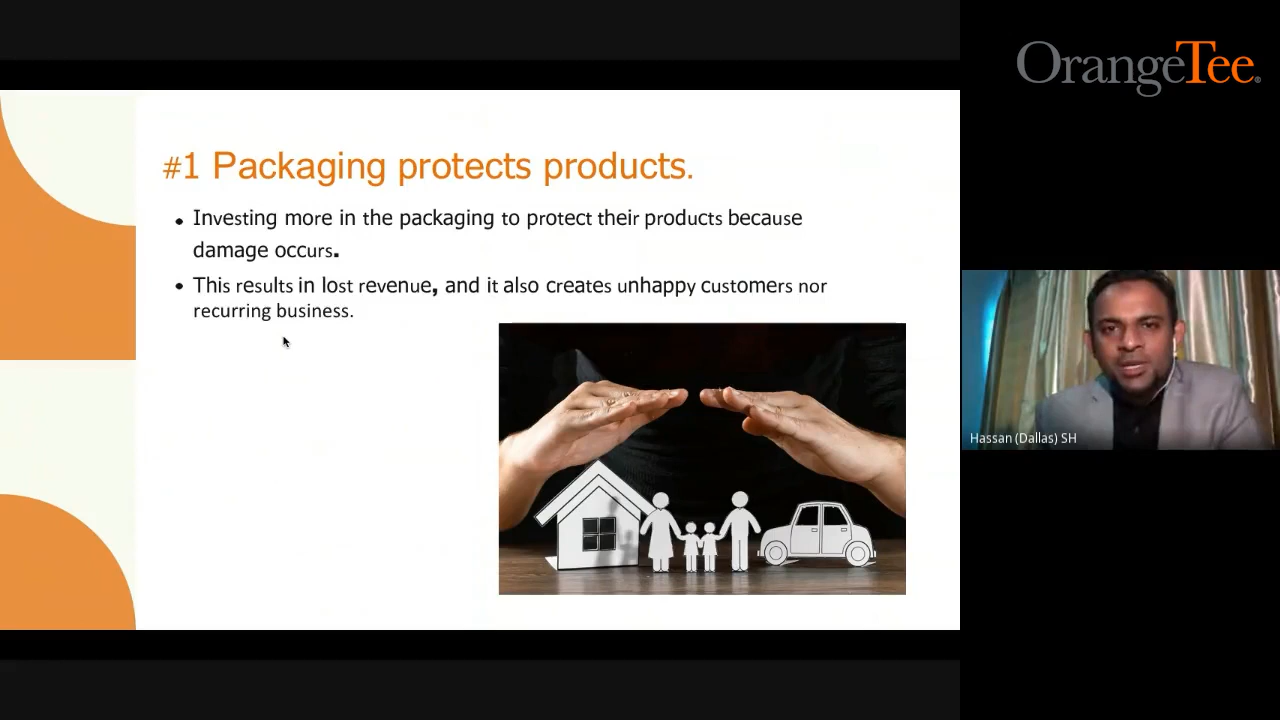 OrangeTee
#1 Packaging protects products.
• Investing more in the packaging to protect their products because
damage occurs.
• This results in lost revenue, and it also creates unhappy customers nor
recurring business.
Hassan (Dallas) SH